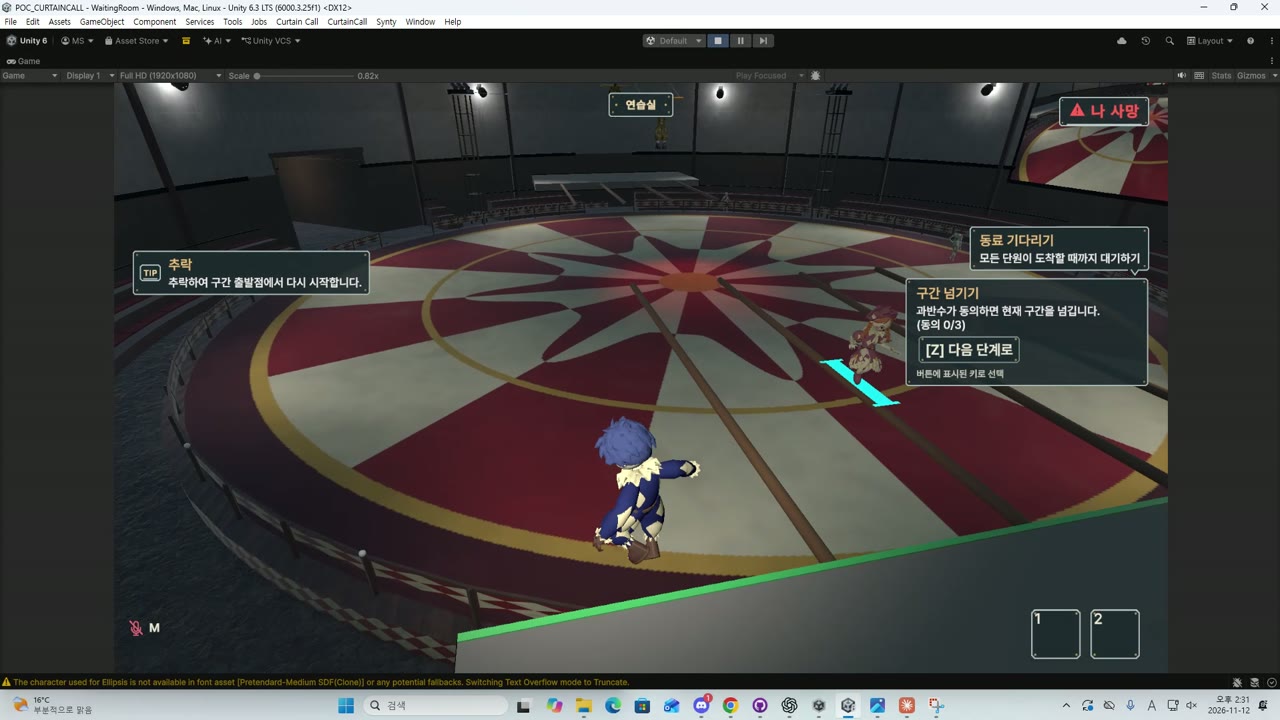 POC_CURTAINCALL - WaitingRoom - Windows, Mac, Linux - Unity 6.3 LTS (6000.3.25f1) <DX12>
File Edit Assets GameObject Component Services Tools Jobs Curtain Call CurtainCall Synty Window Help
Unity 6 MS Asset Store AI Unity VCS Default Layout
Game
Game Display 1 Full HD (1920x1080) Scale 0.82x Play Focused Stats Gizmos
연습실
나 사망
동료 기다리기
모든 단원이 도착할 때까지 대기하기
TIP
추락
추락하여 구간 출발점에서 다시 시작합니다.
구간 넘기기
과반수가 동의하면 현재 구간을 넘깁니다.
(동의 0/3)
[Z] 다음 단계로
버튼에 표시된 키로 선택
1 2
M
The character used for Ellipsis is not available in font asset [Pretendard-Medium SDF(Clone)] or any potential fallbacks. Switching Text Overflow mode to Truncate.
16°C
부분적으로 맑음
검색
1
A
오후 2:31
2026-11-12